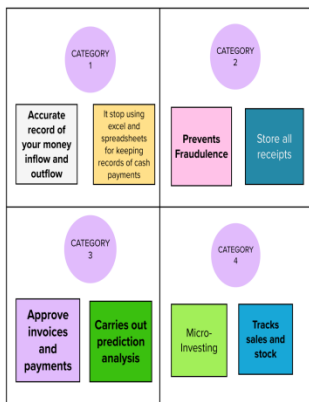 CATEGORY
1
Accurate
record of
your money
inflow and
outflow
It stop using
excel and
spreadsheets
for keeping
records of cash
payments
CATEGORY
2
Prevents
Fraudulence
Store all
receipts
CATEGORY
3
Approve
invoices
and
payments
Carries out
prediction
analysis
CATEGORY
4
Micro-
Investing
Tracks
sales and
stock